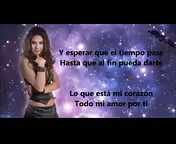 Y esperar que el tiempo pase
Hasta que al fin pueda darte
Lo que está mi corazón
Todo mi amor por ti